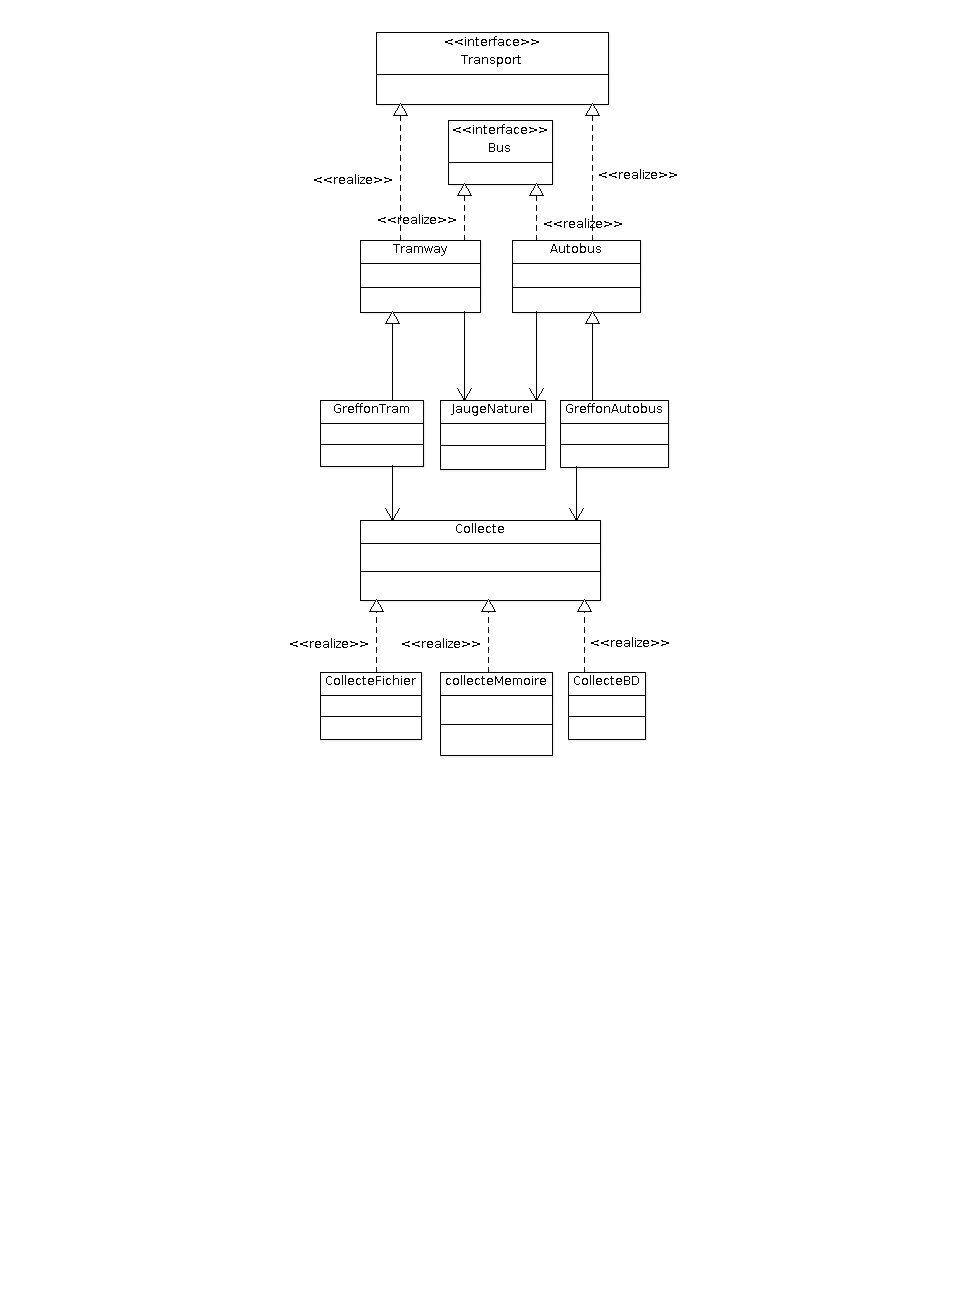 <<interface>>
Transport
<<interface>>
Bus
<<realize>>
<<realize>>
<<realize>>
<<realize>>
Tramway
Autobus
GreffonTram
JaugeNaturel
GreffonAutobus
Collecte
<<realize>>
<<realize>>
<<realize>>
CollecteFichier
collecteMemoire
CollecteBD